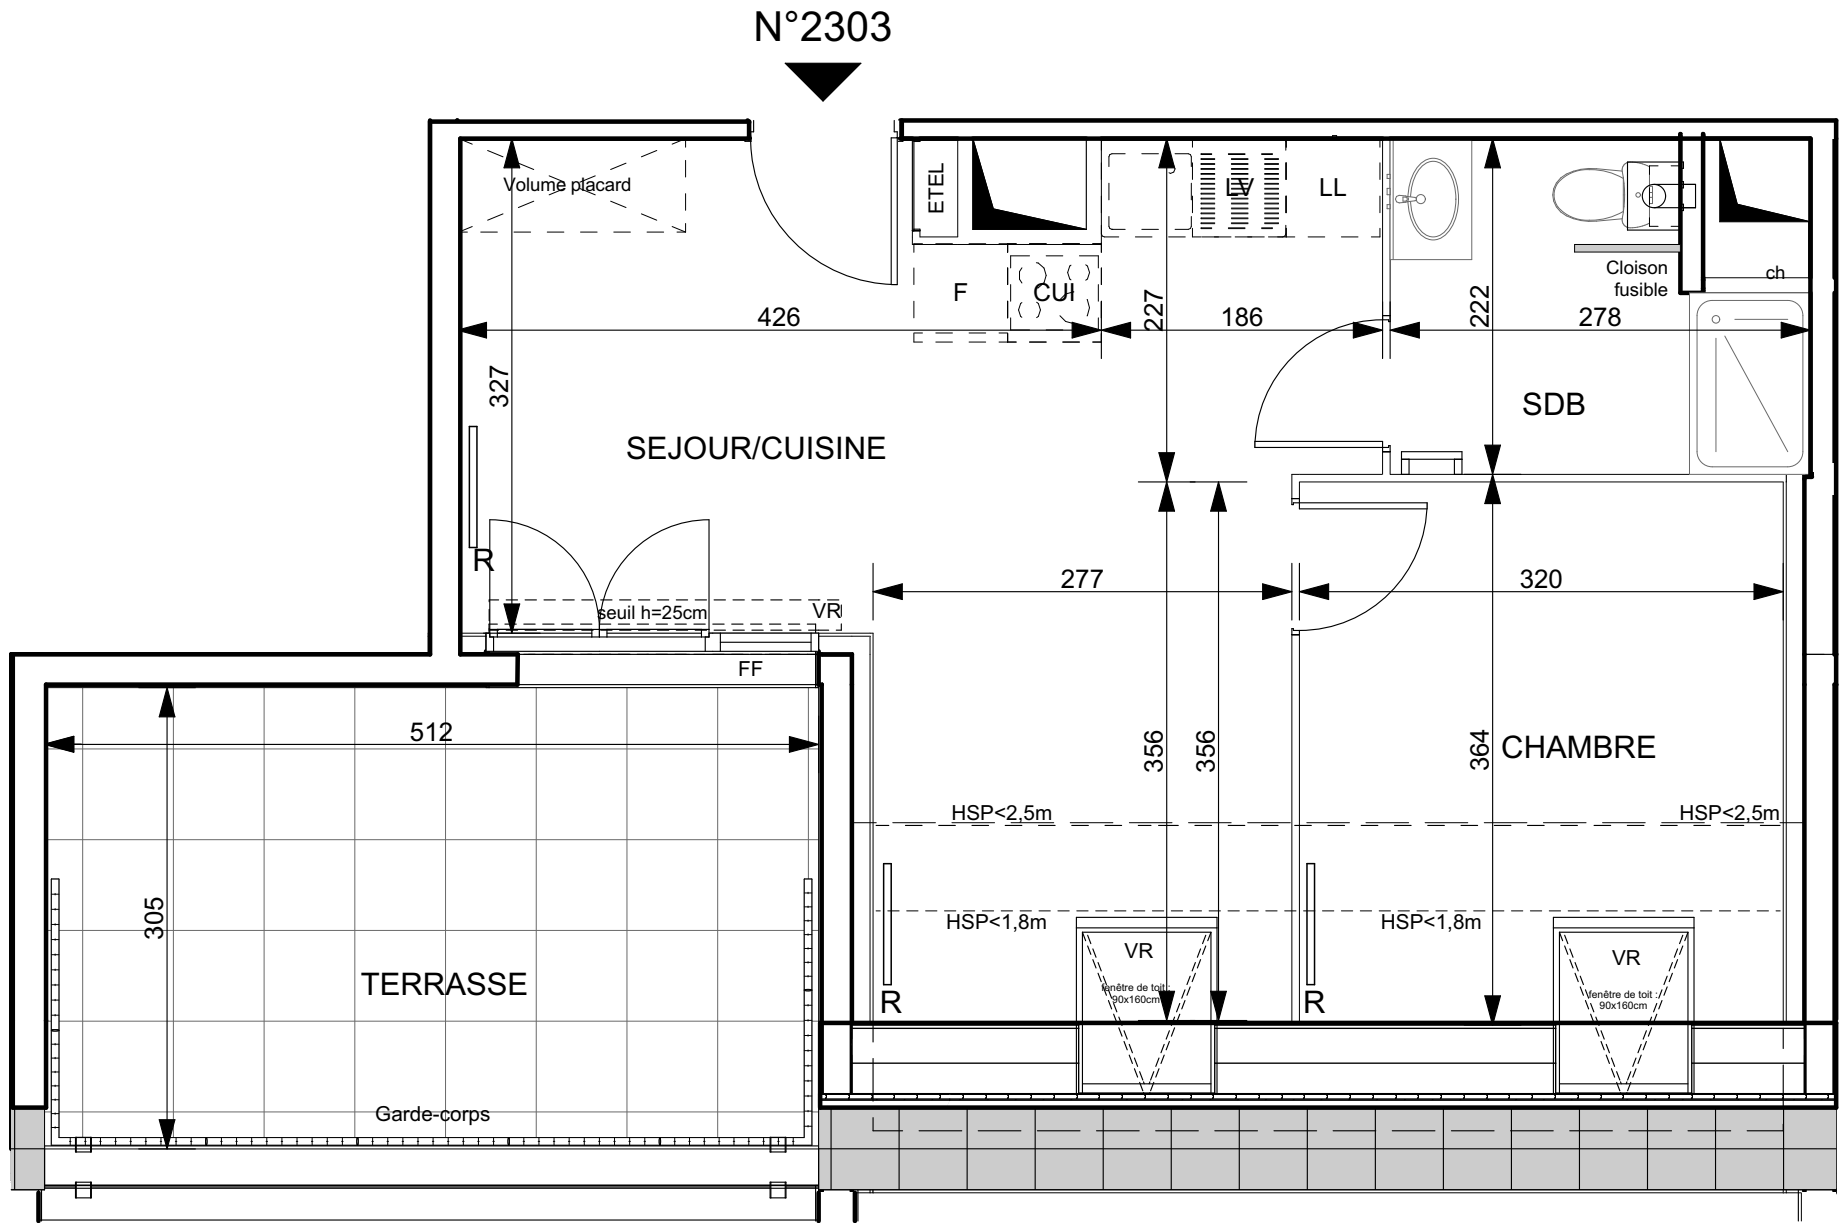 N°2303
Volume placard
ETEL
LV
LL
F
CUI
Cloison
fusible
ch
426
227
186
222
278
327
SDB
SEJOUR/CUISINE
R
277
320
seuil h=25cm
VR
FF
512
356
356
364
CHAMBRE
HSP<2,5m
HSP<2,5m
305
HSP<1,8m
HSP<1,8m
VR
VR
TERRASSE
R
R
fenêtre de toit :
90x160cm
fenêtre de toit :
90x160cm
Garde-corps